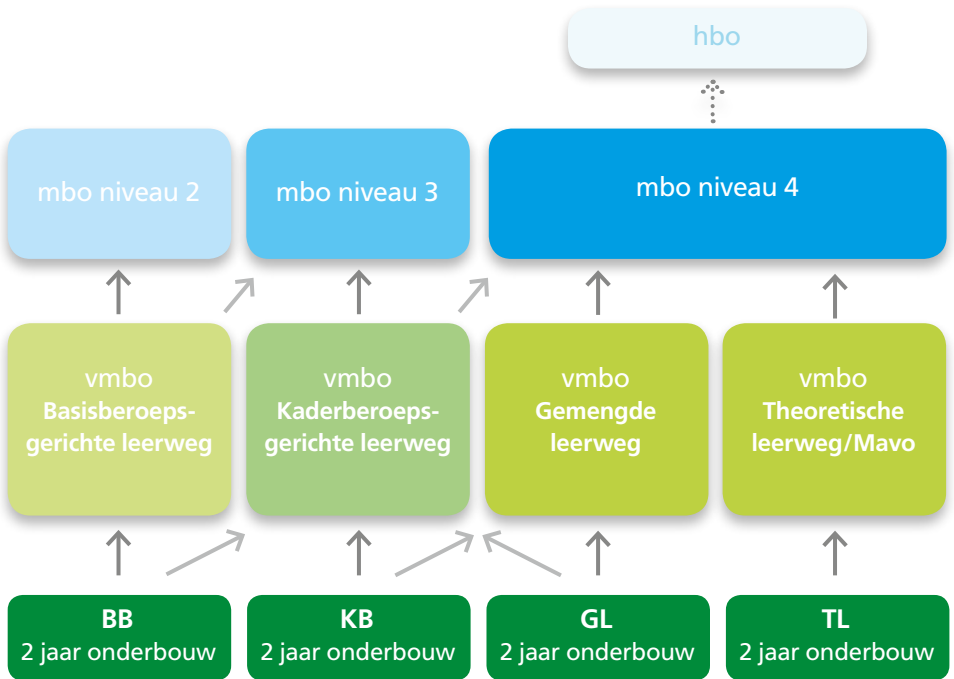 hbo
mbo niveau 2
mbo niveau 3
mbo niveau 4
vmbo
Basisberoeps-
gerichte leerweg
vmbo
Kaderberoeps-
gerichte leerweg
vmbo
Gemengde
leerweg
vmbo
Theoretische
leerweg/Mavo
BB
2 jaar onderbouw
KB
2 jaar onderbouw
GL
2 jaar onderbouw
TL
2 jaar onderbouw